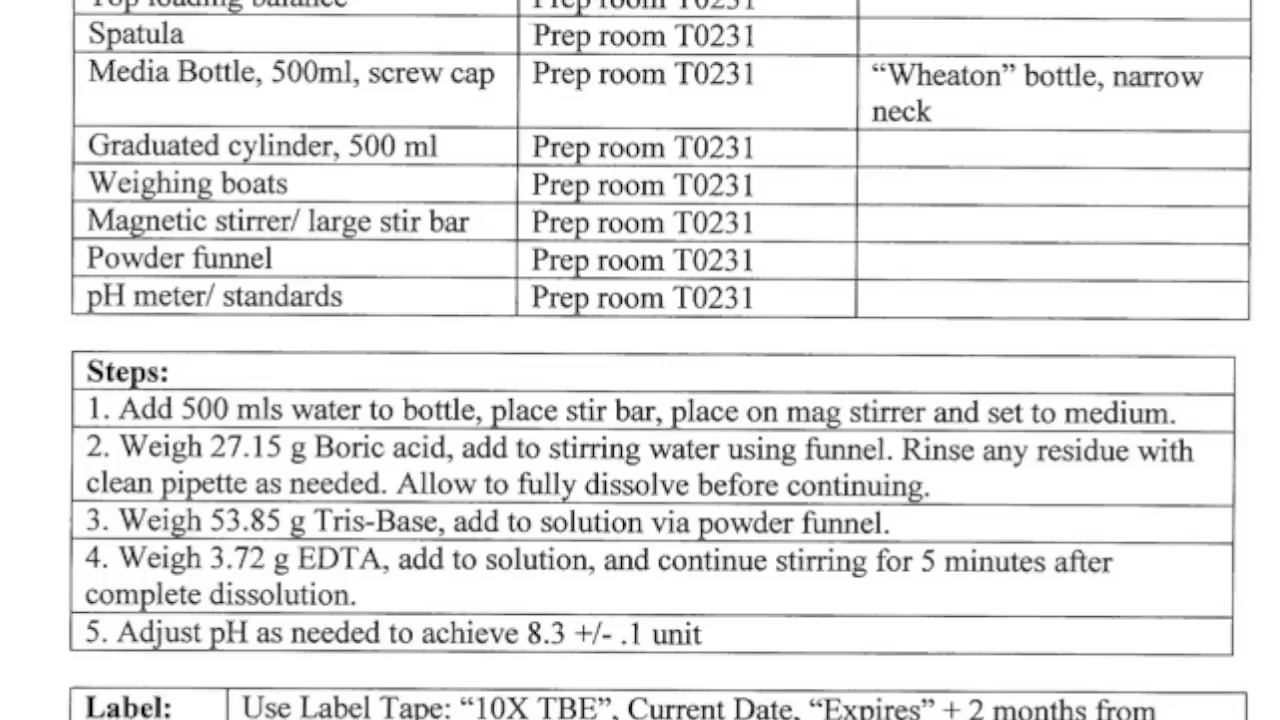 Top loading balance Prep room T0231
Spatula Prep room T0231
Media Bottle, 500ml, screw cap Prep room T0231 “Wheaton” bottle, narrow
neck
Graduated cylinder, 500 ml Prep room T0231
Weighing boats Prep room T0231
Magnetic stirrer/ large stir bar Prep room T0231
Powder funnel Prep room T0231
pH meter/ standards Prep room T0231
Steps:
1. Add 500 mls water to bottle, place stir bar, place on mag stirrer and set to medium.
2. Weigh 27.15 g Boric acid, add to stirring water using funnel. Rinse any residue with
clean pipette as needed. Allow to fully dissolve before continuing.
3. Weigh 53.85 g Tris-Base, add to solution via powder funnel.
4. Weigh 3.72 g EDTA, add to solution, and continue stirring for 5 minutes after
complete dissolution.
5. Adjust pH as needed to achieve 8.3 +/- .1 unit
Label: Use Label Tape: “10X TBE”, Current Date, “Expires” + 2 months from